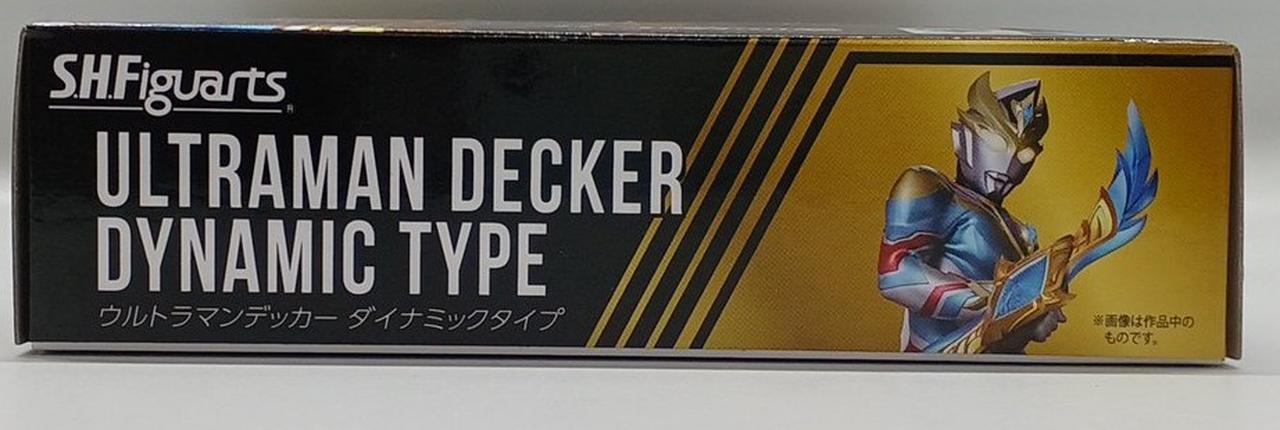 S.H.Figuarts®
ULTRAMAN DECKER
DYNAMIC TYPE
ウルトラマンデッカー ダイナミックタイプ
※画像は作品中の
ものです。